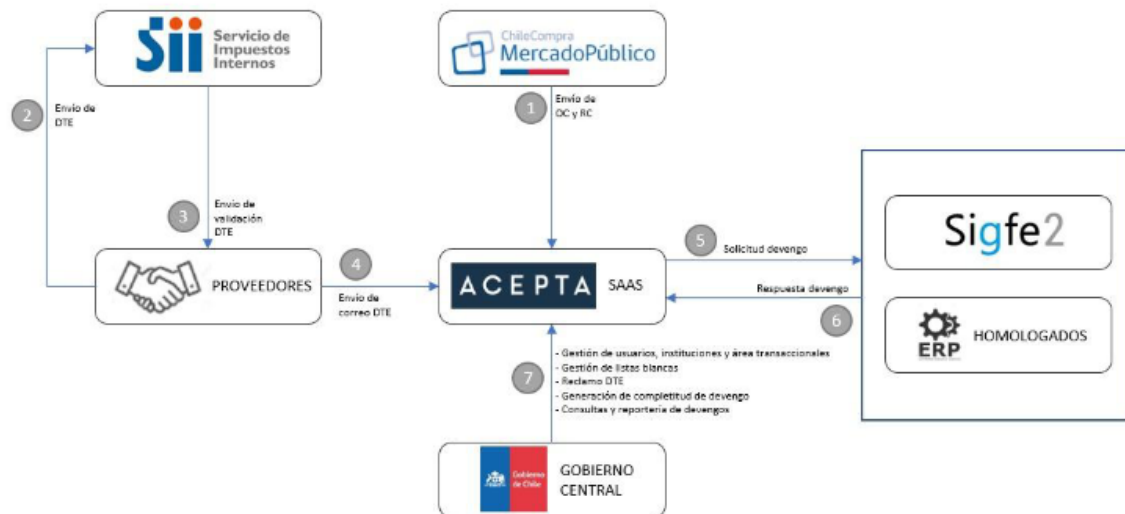 Sii Servicio de
Impuestos
Internos
ChileCompra
MercadoPúblico
2
Envío de
DTE
1
Envío de
OC y RC
3
Envío de
validación
DTE
4
Envío de
correo DTE
PROVEEDORES
ACEPTA SAAS
5
Solicitud devengo
Respuesta devengo
6
Sigfe2
ERP
HOMOLOGADOS
7
- Gestión de usuarios, instituciones y área transaccionales
- Gestión de listas blancas
- Reclamo DTE
- Generación de completitud de devengo
- Consultas y reportería de devengos
Gobierno
de Chile
GOBIERNO
CENTRAL